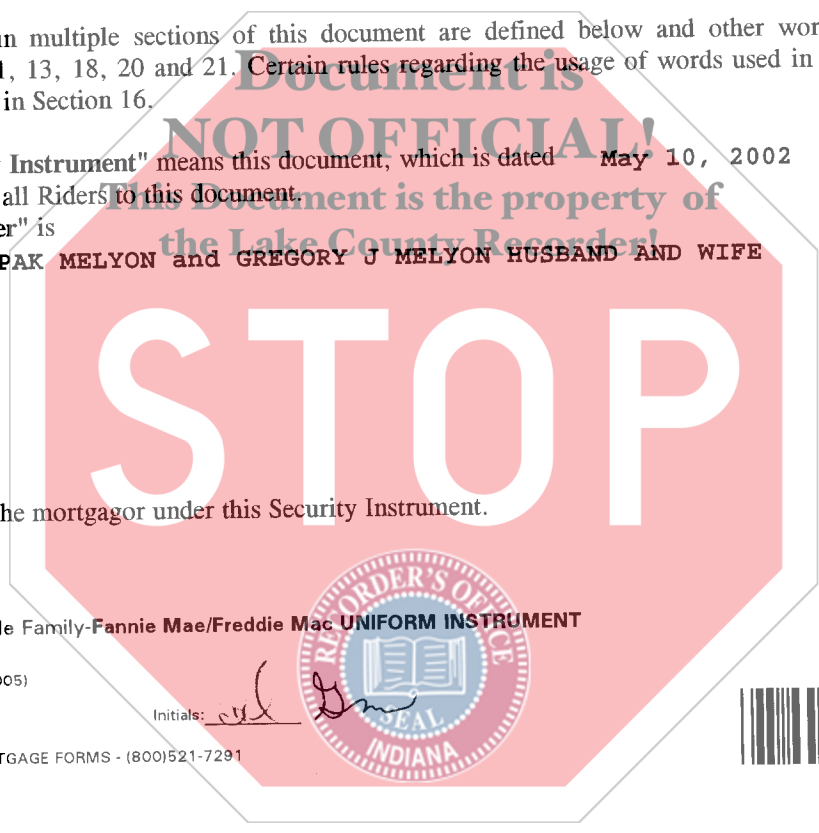 in multiple sections of this document are defined below and other wor
1, 13, 18, 20 and 21. Certain rules regarding the usage of words used in
in Section 16.
Document is
NOT OFFICIAL!
This Document is the property of
the Lake County Recorder!
Instrument" means this document, which is dated May 10, 2002
all Riders to this document.
er" is
PAK MELYON and GREGORY J MELYON HUSBAND AND WIFE
STOP
he mortgagor under this Security Instrument.
le Family-Fannie Mae/Freddie Mac UNIFORM INSTRUMENT
005)
Initials:
RECORDER'S OFFICE
SEAL
INDIANA
TGAGE FORMS - (800)521-7291